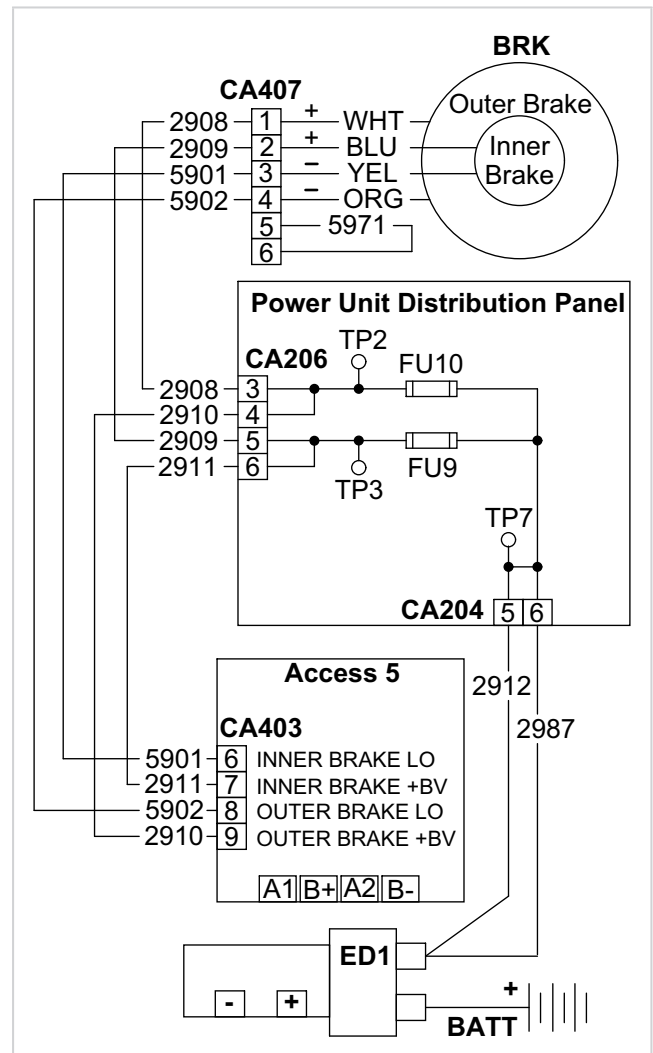 BRK
CA407
Outer Brake
Inner
Brake
2908 1 + WHT
2909 2 + BLU
5901 3 – YEL
5902 4 – ORG
5 5971
6
Power Unit Distribution Panel
TP2
CA206
FU10
2908 3
2910 4
2909 5
2911 6
FU9
TP3
TP7
CA204 5 6
Access 5
2912
CA403
2987
5901 6 INNER BRAKE LO
2911 7 INNER BRAKE +BV
5902 8 OUTER BRAKE LO
2910 9 OUTER BRAKE +BV
A1 B+ A2 B-
ED1
- +
+
BATT